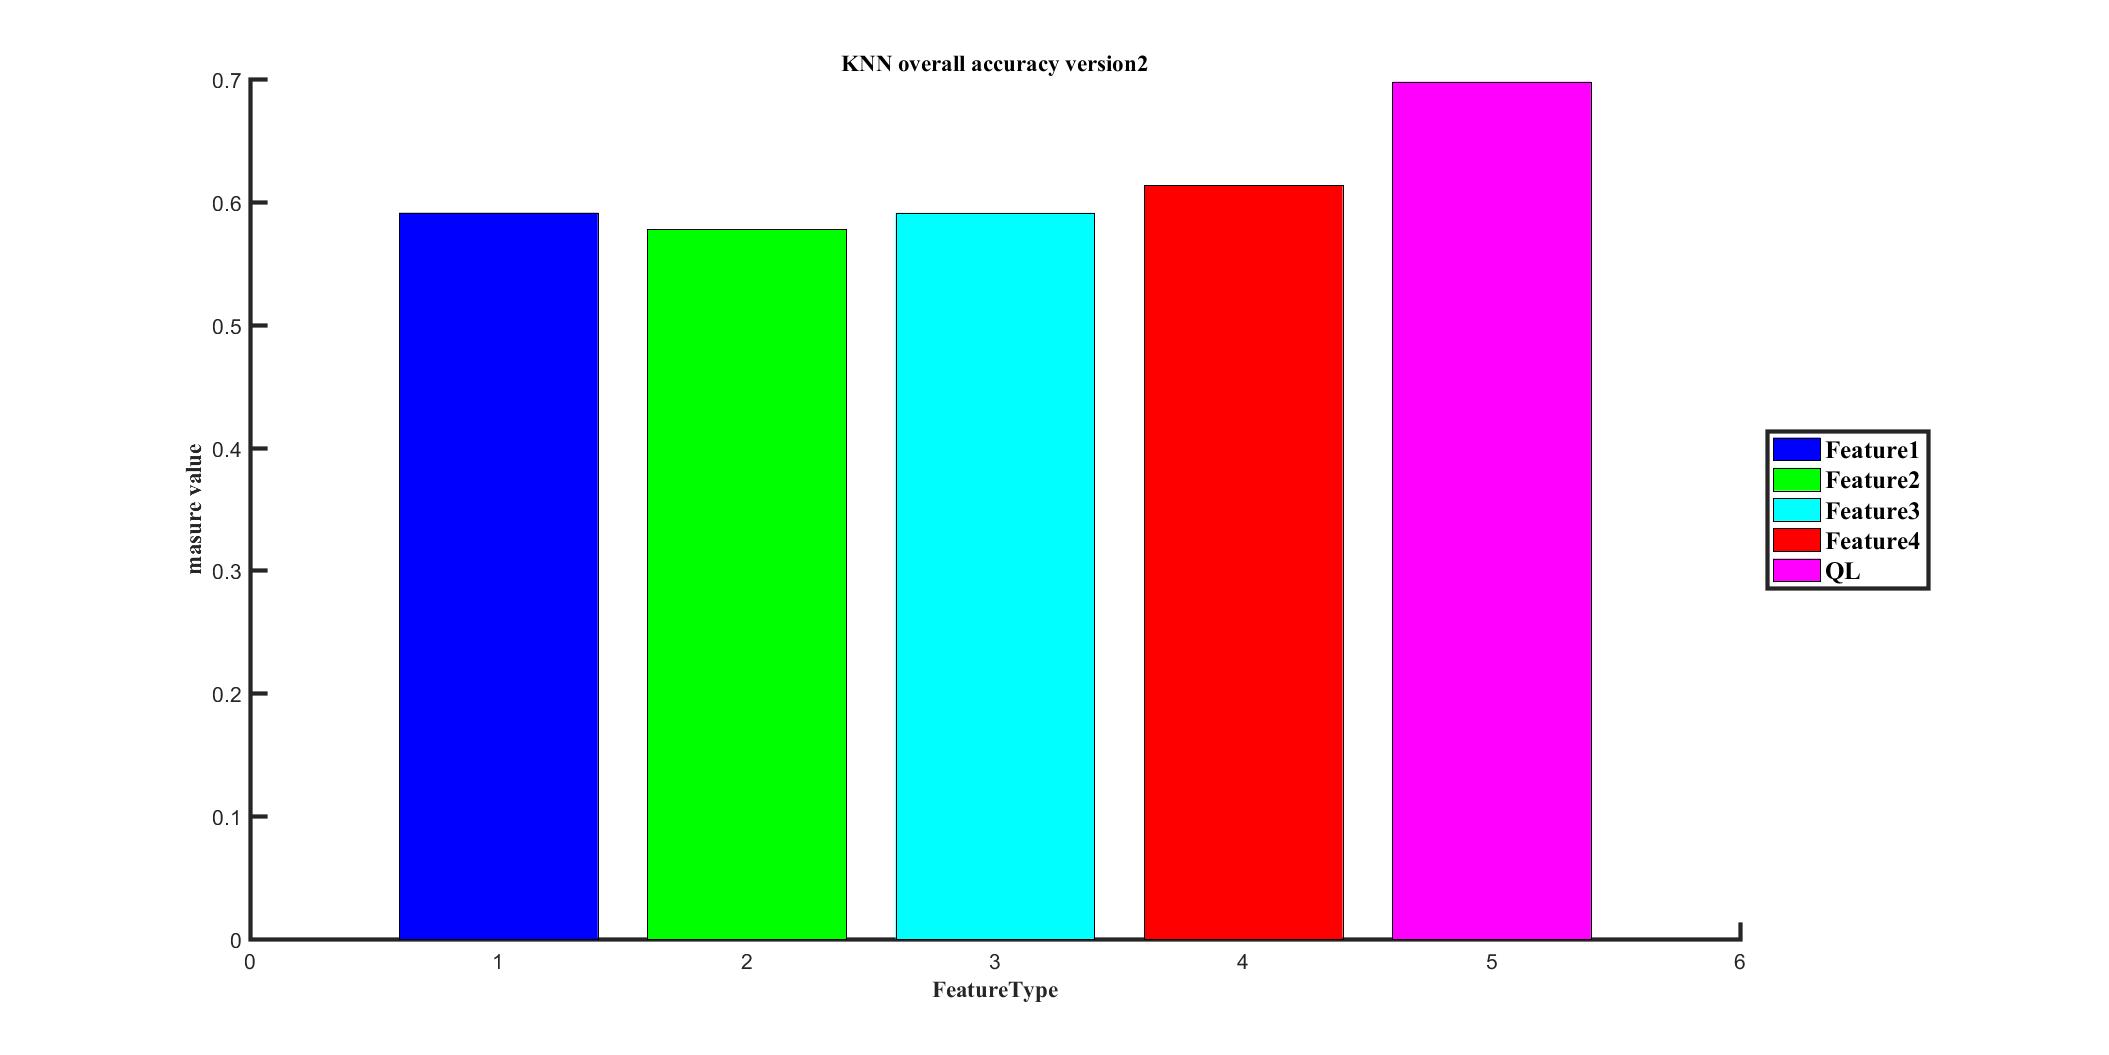 KNN overall accuracy version2
0.7
0.6
0.5
0.4
0.3
0.2
0.1
0
masure value
0 1 2 3 4 5 6
FeatureType
Feature1
Feature2
Feature3
Feature4
QL